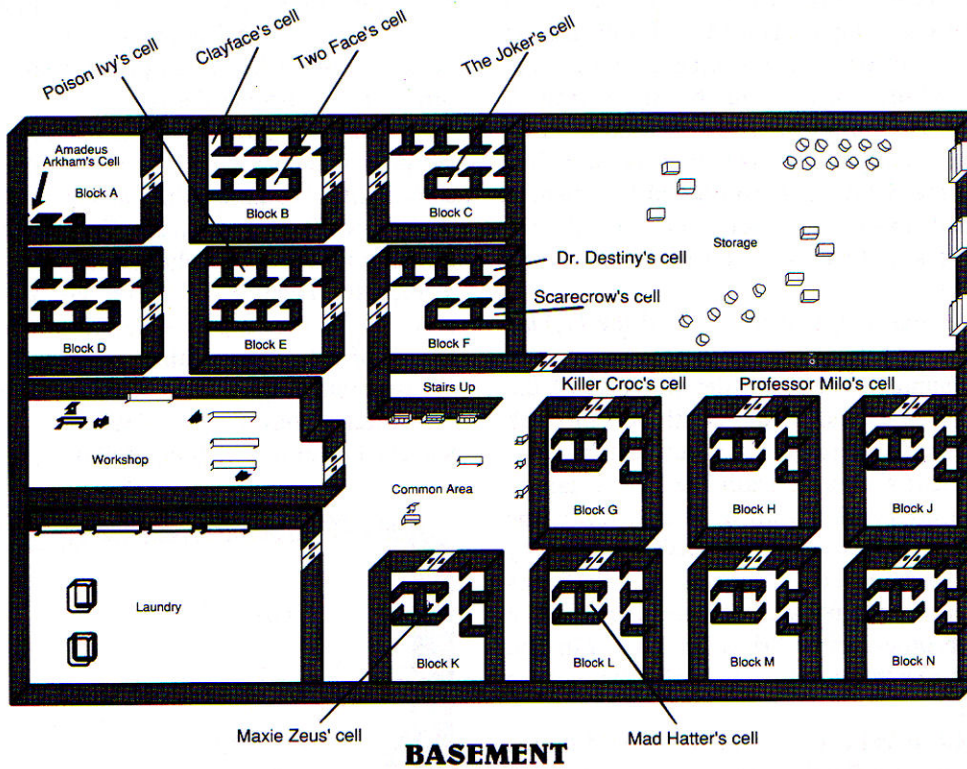 Poison Ivy's cell
Clayface's cell
Two Face's cell
The Joker's cell
Amadeus
Arkham's Cell
Block A
Block B
Block C
Storage
Dr. Destiny's cell
Scarecrow's cell
Block D
Block E
Block F
Stairs Up
Killer Croc's cell
Professor Milo's cell
Workshop
Common Area
Block G
Block H
Block J
Laundry
Block K
Block L
Block M
Block N
Maxie Zeus' cell
Mad Hatter's cell
BASEMENT